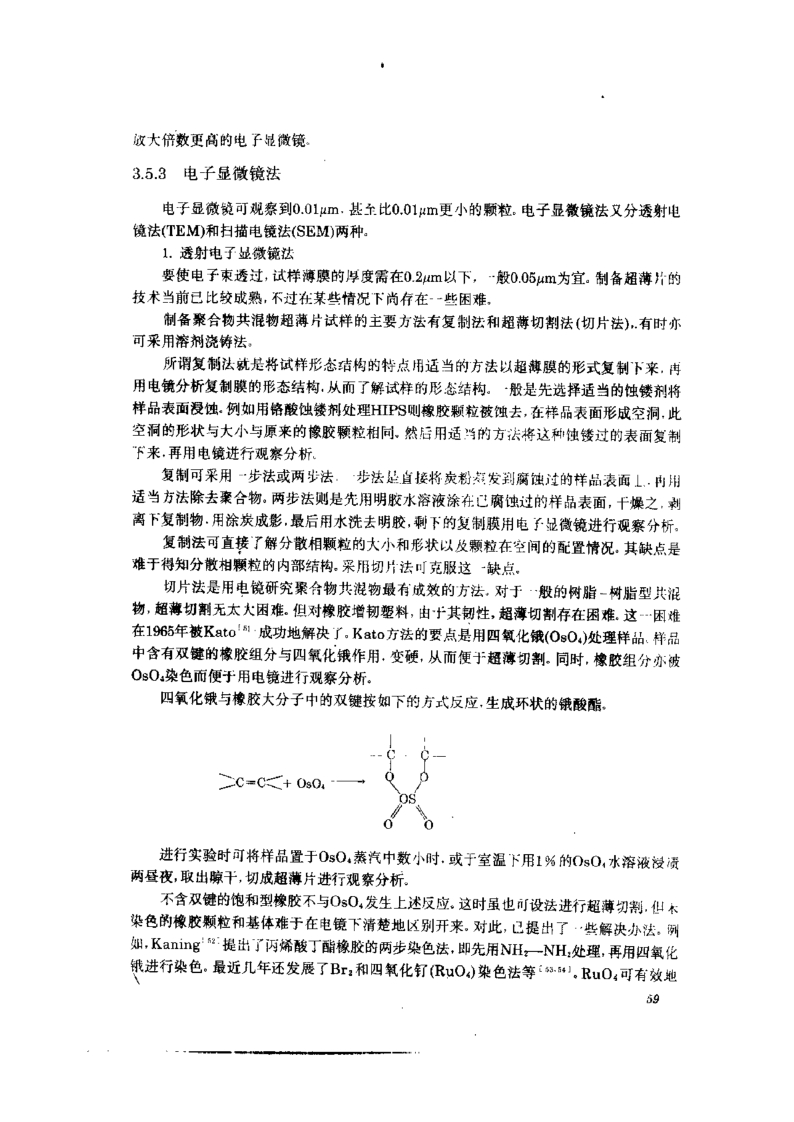 放大倍数更高的电子显微镜。
3.5.3 电子显微镜法
电子显微镜可观察到0.01μm.甚至比0.01μm更小的颗粒。电子显微镜法又分透射电
镜法(TEM)和扫描电镜法(SEM)两种。
1. 透射电子显微镜法
要使电子束透过,试样薄膜的厚度需在0.2μm以下,一般0.05μm为宜。制备超薄片的
技术当前已比较成熟,不过在某些情况下尚存在一些困难。
制备聚合物共混物超薄片试样的主要方法有复制法和超薄切割法(切片法),.有时亦
可采用溶剂浇铸法。
所谓复制法就是将试样形态结构的特点用适当的方法以超薄膜的形式复制下来,再
用电镜分析复制膜的形态结构,从而了解试样的形态结构。一般是先选择适当的蚀镂剂将
样品表面浸蚀。例如用铬酸蚀镂剂处理HIPS则橡胶颗粒被蚀去,在样品表面形成空洞.此
空洞的形状与大小与原来的橡胶颗粒相同。然后用适当的方法将这种蚀镂过的表面复制
下来,再用电镜进行观察分析。
复制可采用一步法或两步法。一步法是直接将炭粉蒸发到腐蚀过的样品表面上.再用
适当方法除去聚合物。两步法则是先用明胶水溶液涂在已腐蚀过的样品表面,干燥之,剥
离下复制物.用涂炭成影,最后用水洗去明胶,剩下的复制膜用电子显微镜进行观察分析。
复制法可直接了解分散相颗粒的大小和形状以及颗粒在空间的配置情况。其缺点是
难于得知分散相颗粒的内部结构。采用切片法可克服这一缺点。
切片法是用电镜研究聚合物共混物最有成效的方法。对于一般的树脂-树脂型共混
物,超薄切割无太大困难。但对橡胶增韧塑料,由于其韧性,超薄切割存在困难。这一困难
在1965年被Kato[51]成功地解决了。Kato方法的要点是用四氧化锇(OsO₄)处理样品、样品
中含有双键的橡胶组分与四氧化锇作用,变硬,从而便于超薄切割。同时,橡胶组分亦被
OsO₄染色而便于用电镜进行观察分析。
四氧化锇与橡胶大分子中的双键按如下的方式反应.生成环状的锇酸酯。
C=C + OsO₄ →
C C
O O
OS
O O
进行实验时可将样品置于OsO₄蒸汽中数小时.或于室温下用1%的OsO₄水溶液浸渍
两昼夜,取出晾干,切成超薄片进行观察分析。
不含双键的饱和型橡胶不与OsO₄发生上述反应。这时虽也可设法进行超薄切割,但未
染色的橡胶颗粒和基体难于在电镜下清楚地区别开来。对此,已提出了一些解决办法。例
如,Kaning[52]提出了丙烯酸丁酯橡胶的两步染色法,即先用NH₂—NH₂处理,再用四氧化
锇进行染色。最近几年还发展了Br₂和四氧化钌(RuO₄)染色法等[53.54]。RuO₄可有效地
59